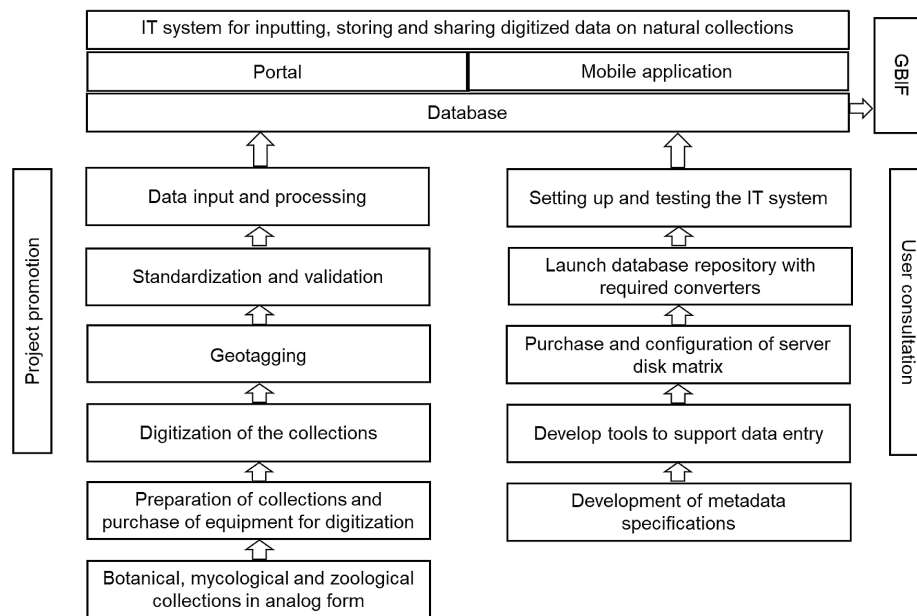 IT system for inputting, storing and sharing digitized data on natural collections
Portal
Mobile application
Database
GBIF
Project promotion
Data input and processing
Standardization and validation
Geotagging
Digitization of the collections
Preparation of collections and
purchase of equipment for digitization
Botanical, mycological and zoological
collections in analog form
Setting up and testing the IT system
Launch database repository with
required converters
Purchase and configuration of server
disk matrix
Develop tools to support data entry
Development of metadata
specifications
User consultation